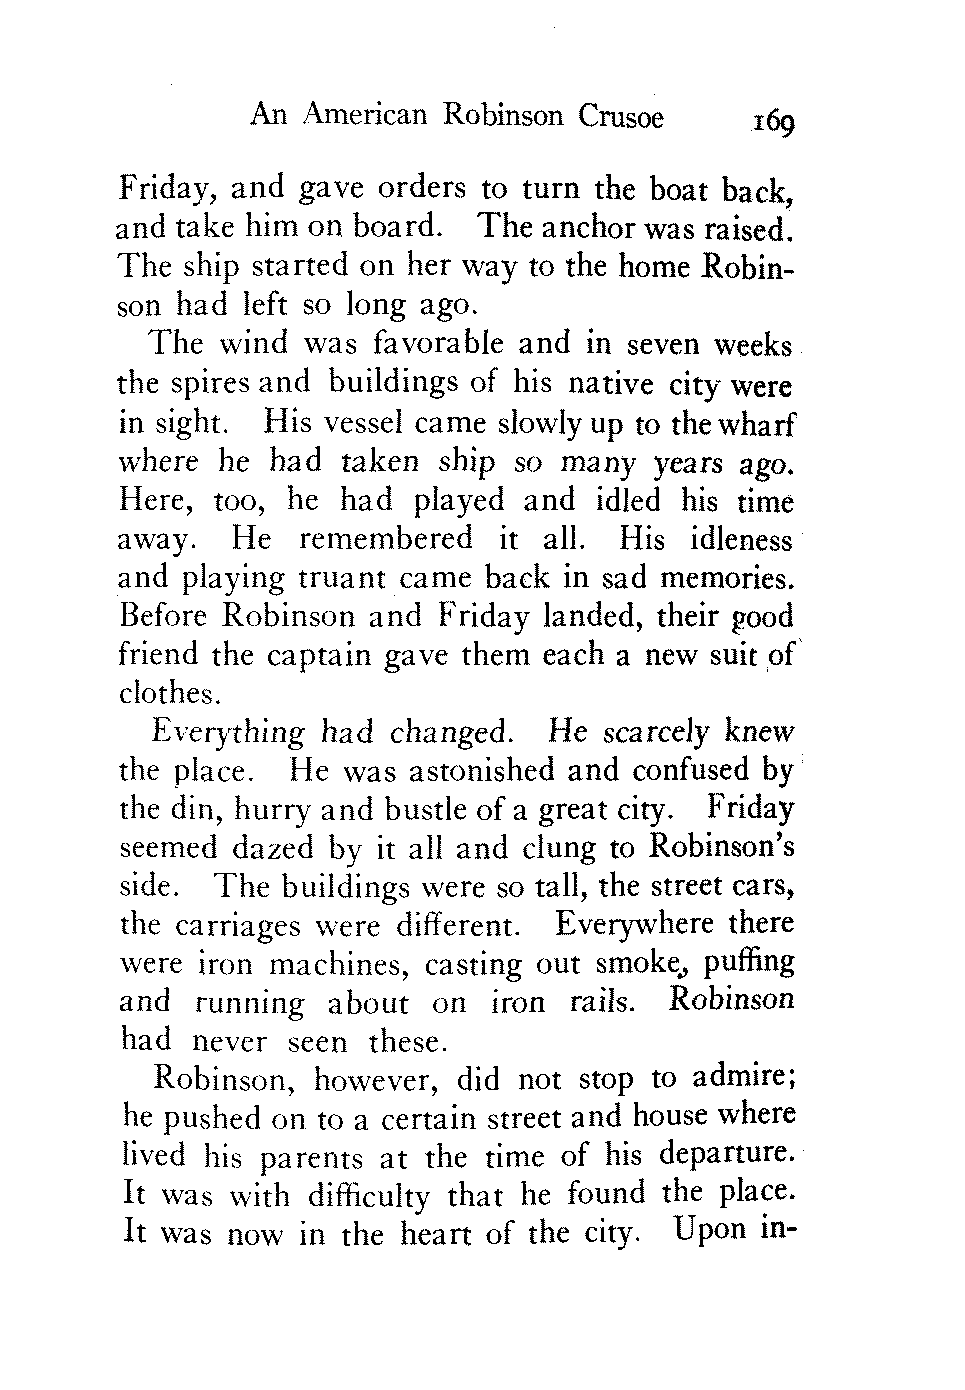 An American Robinson Crusoe 169
Friday, and gave orders to turn the boat back,
and take him on board. The anchor was raised.
The ship started on her way to the home Robin-
son had left so long ago.
The wind was favorable and in seven weeks
the spires and buildings of his native city were
in sight. His vessel came slowly up to the wharf
where he had taken ship so many years ago.
Here, too, he had played and idled his time
away. He remembered it all. His idleness
and playing truant came back in sad memories.
Before Robinson and Friday landed, their good
friend the captain gave them each a new suit of
clothes.
Everything had changed. He scarcely knew
the place. He was astonished and confused by
the din, hurry and bustle of a great city. Friday
seemed dazed by it all and clung to Robinson's
side. The buildings were so tall, the street cars,
the carriages were different. Everywhere there
were iron machines, casting out smoke, puffing
and running about on iron rails. Robinson
had never seen these.
Robinson, however, did not stop to admire;
he pushed on to a certain street and house where
lived his parents at the time of his departure.
It was with difficulty that he found the place.
It was now in the heart of the city. Upon in-